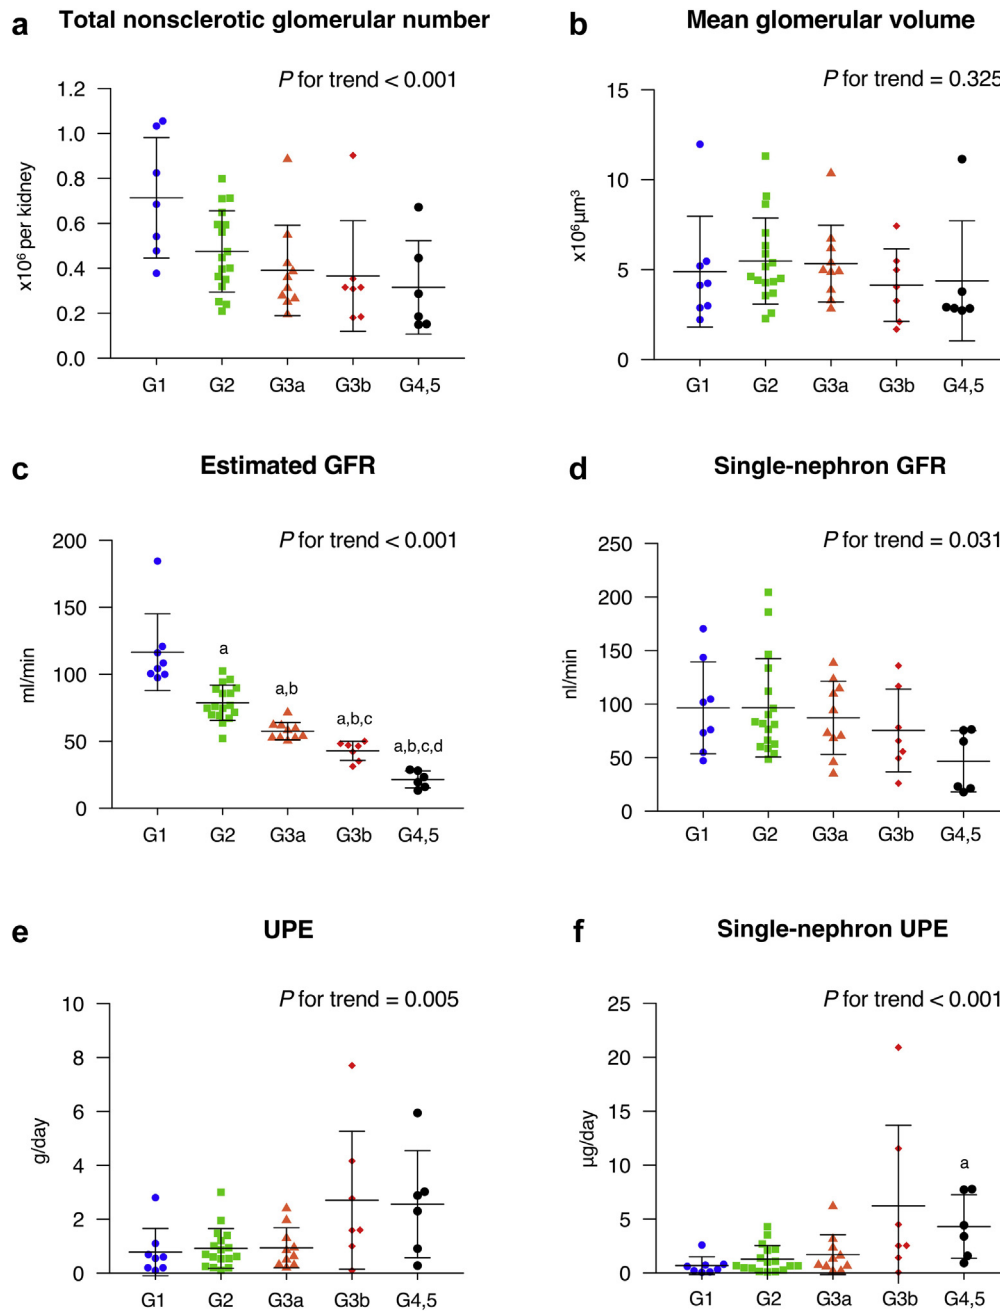 a Total nonsclerotic glomerular number
P for trend < 0.001
x10⁶ per kidney
1.2
1.0
0.8
0.6
0.4
0.2
0.0
G1 G2 G3a G3b G4,5
b Mean glomerular volume
P for trend = 0.325
x10⁶µm³
15
10
5
0
G1 G2 G3a G3b G4,5
c Estimated GFR
P for trend < 0.001
ml/min
200
150
100
50
0
a
a,b
a,b,c
a,b,c,d
G1 G2 G3a G3b G4,5
d Single-nephron GFR
P for trend = 0.031
nl/min
250
200
150
100
50
0
G1 G2 G3a G3b G4,5
e UPE
P for trend = 0.005
g/day
10
8
6
4
2
0
G1 G2 G3a G3b G4,5
f Single-nephron UPE
P for trend < 0.001
µg/day
25
20
15
10
5
0
a
G1 G2 G3a G3b G4,5